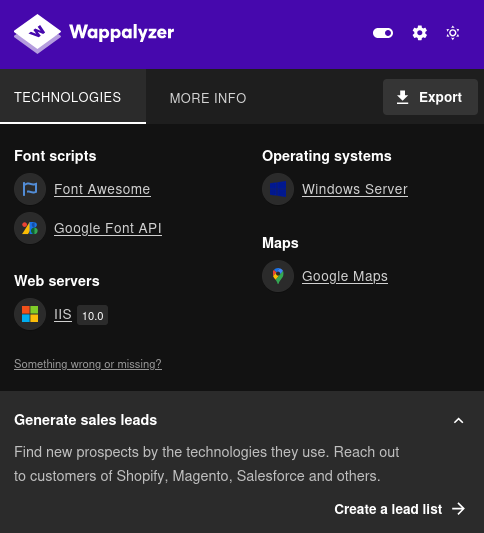 Wappalyzer
TECHNOLOGIES
MORE INFO
Export
Font scripts
Font Awesome
Google Font API
Web servers
IIS 10.0
Operating systems
Windows Server
Maps
Google Maps
Something wrong or missing?
Generate sales leads
Find new prospects by the technologies they use. Reach out
to customers of Shopify, Magento, Salesforce and others.
Create a lead list